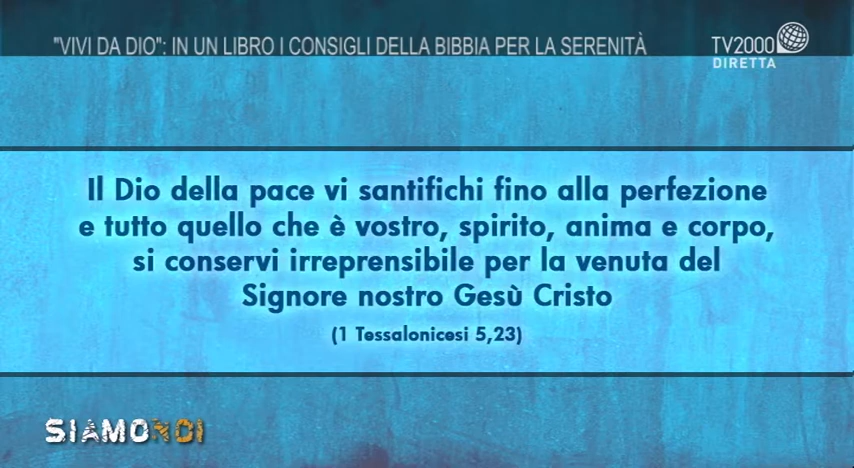 "VIVI DA DIO": IN UN LIBRO I CONSIGLI DELLA BIBBIA PER LA SERENITÀ
TV2000
DIRETTA
Il Dio della pace vi santifichi fino alla perfezione
e tutto quello che è vostro, spirito, anima e corpo,
si conservi irreprensibile per la venuta del
Signore nostro Gesù Cristo
(1 Tessalonicesi 5,23)
SIAMONOI